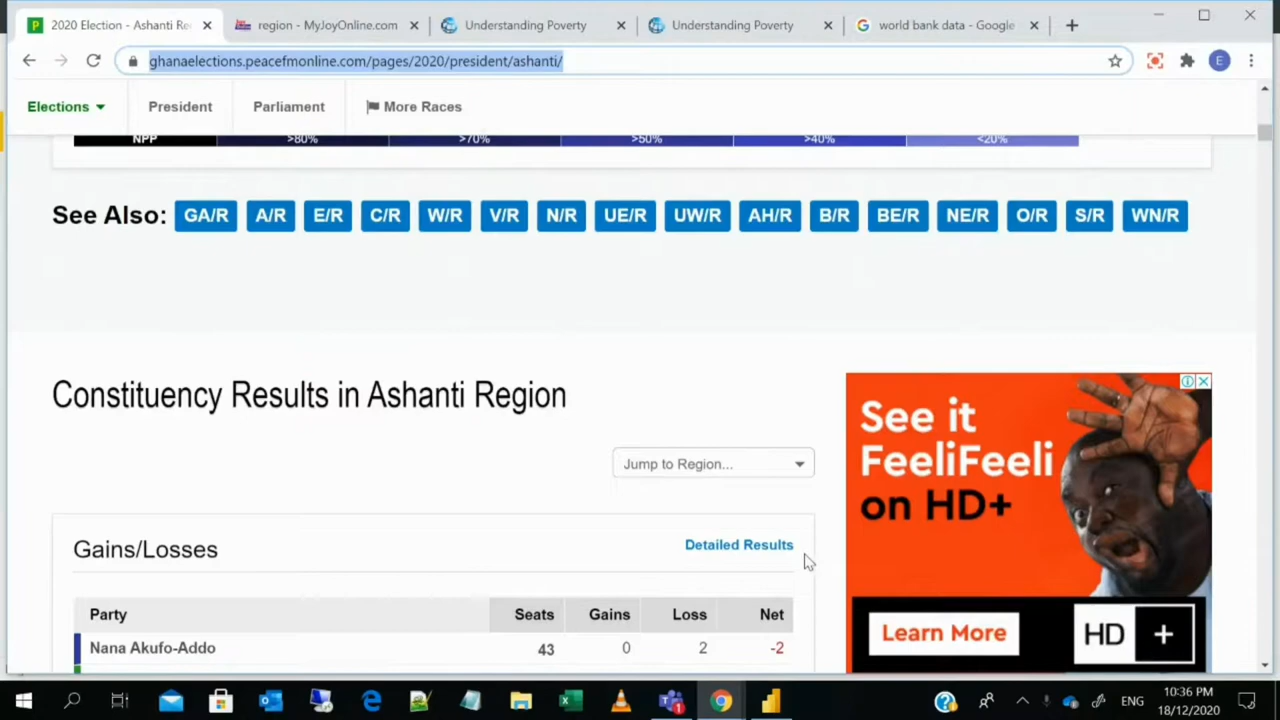 2020 Election - Ashanti Re
region - MyJoyOnline.com
Understanding Poverty
Understanding Poverty
world bank data - Google
ghanaelections.peacefmonline.com/pages/2020/president/ashanti/
E
Elections
President
Parliament
More Races
NPP
>80%
>70%
>50%
>40%
<20%
See Also:
GA/R
A/R
E/R
C/R
W/R
V/R
N/R
UE/R
UW/R
AH/R
B/R
BE/R
NE/R
O/R
S/R
WN/R
Constituency Results in Ashanti Region
Jump to Region...
Gains/Losses
Detailed Results
Party Seats Gains Loss Net
Nana Akufo-Addo 43 0 2 -2
See it
FeeliFeeli
on HD+
Learn More
HD +
ENG
10:36 PM
18/12/2020